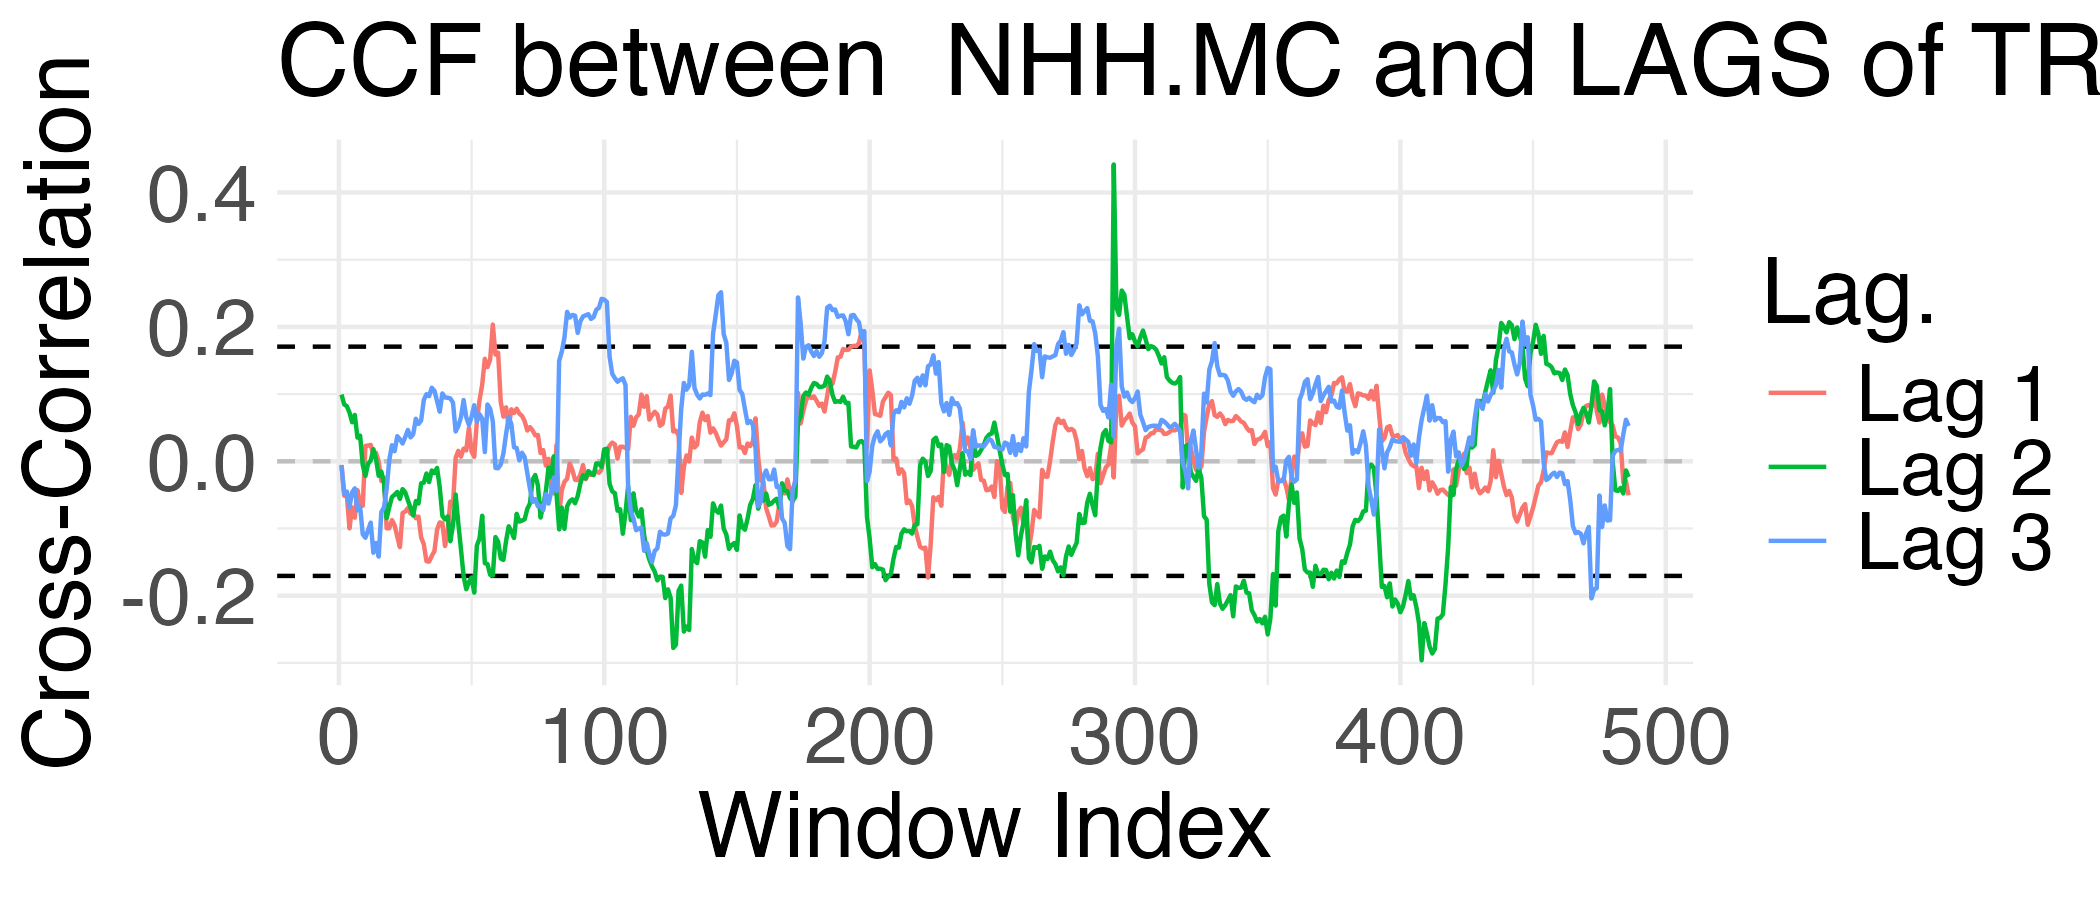 CCF between  NHH.MC and LAGS of TR
Cross-Correlation
0.4
0.2
0.0
-0.2
0 100 200 300 400 500
Window Index
Lag.
Lag 1
Lag 2
Lag 3